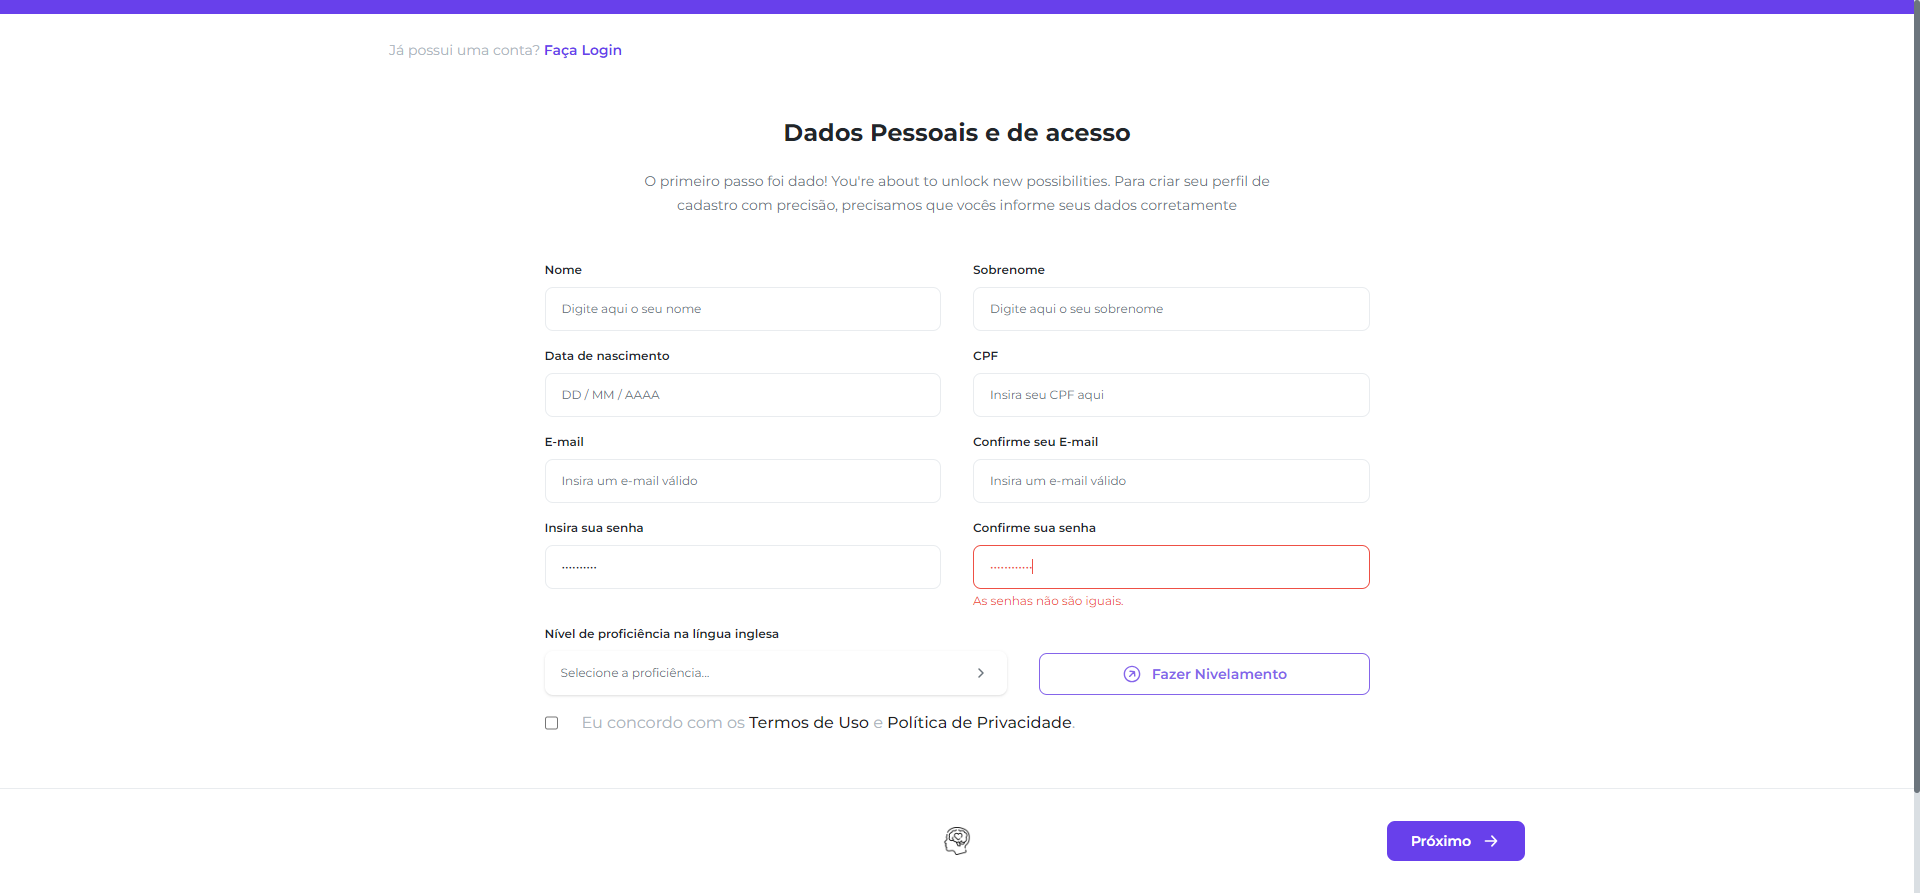 Já possui uma conta? Faça Login
Dados Pessoais e de acesso
O primeiro passo foi dado! You're about to unlock new possibilities. Para criar seu perfil de
cadastro com precisão, precisamos que vocês informe seus dados corretamente
Nome
Sobrenome
Digite aqui o seu nome
Digite aqui o seu sobrenome
Data de nascimento
CPF
DD / MM / AAAA
Insira seu CPF aqui
E-mail
Confirme seu E-mail
Insira um e-mail válido
Insira um e-mail válido
Insira sua senha
Confirme sua senha
As senhas não são iguais.
Nível de proficiência na língua inglesa
Selecione a proficiência...
Fazer Nivelamento
Eu concordo com os Termos de Uso e Política de Privacidade.
Próximo